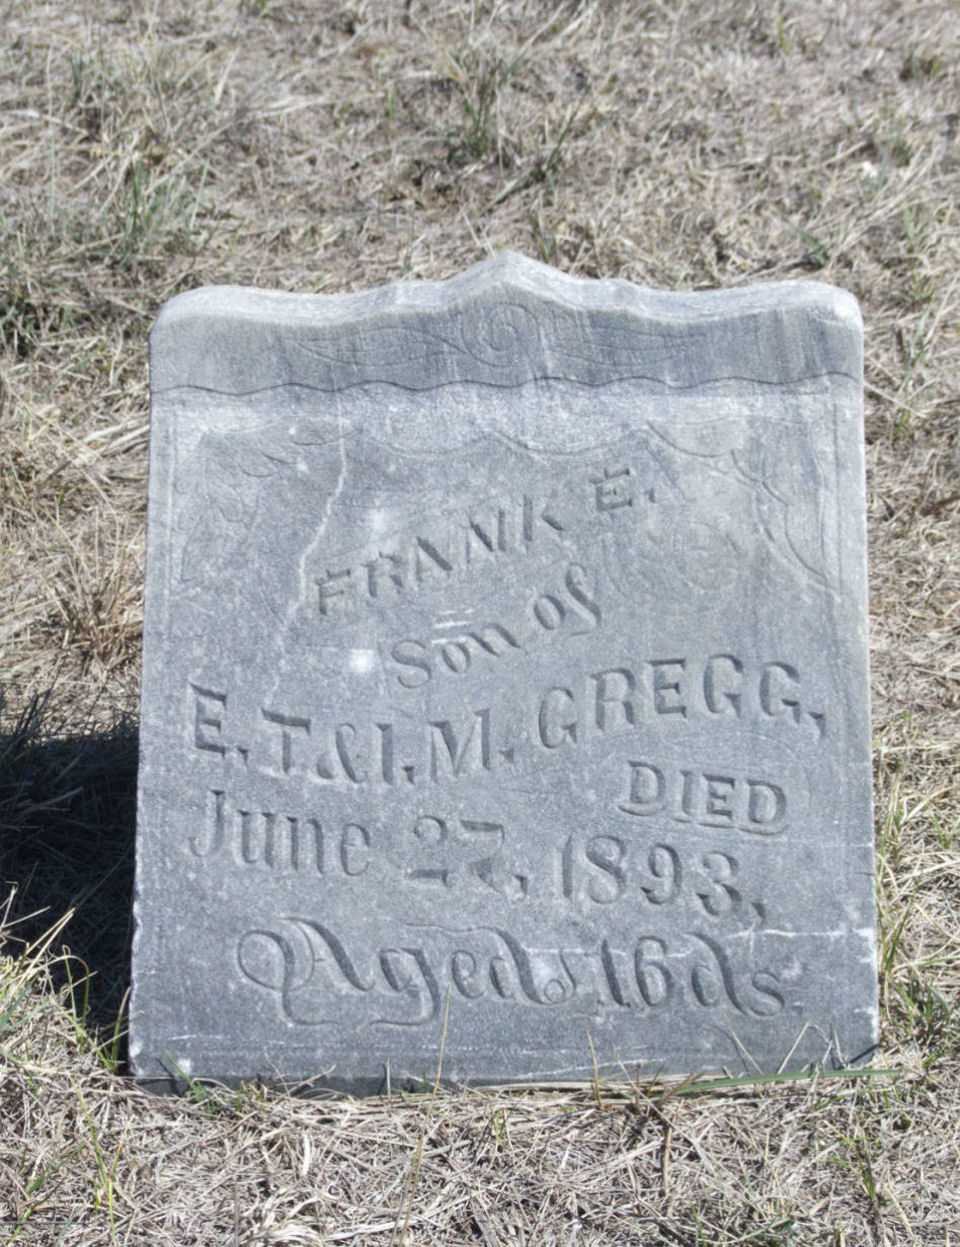 FRANK E.
Son of
E. T & I. M. GREGG,
DIED
June 27, 1893,
Aged 16 ds.